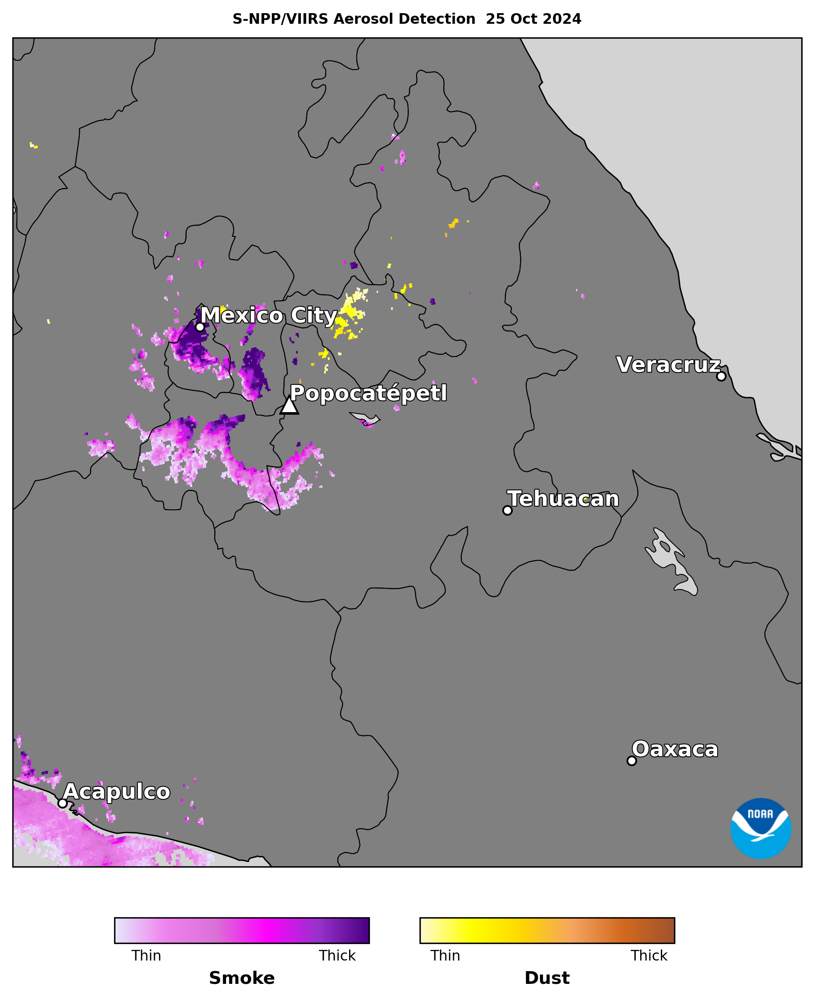 S-NPP/VIIRS Aerosol Detection  25 Oct 2024
Mexico City
Veracruz
Popocatépetl
Tehuacan
Oaxaca
Acapulco
NOAA
Thin
Thick
Thin
Thick
Smoke
Dust